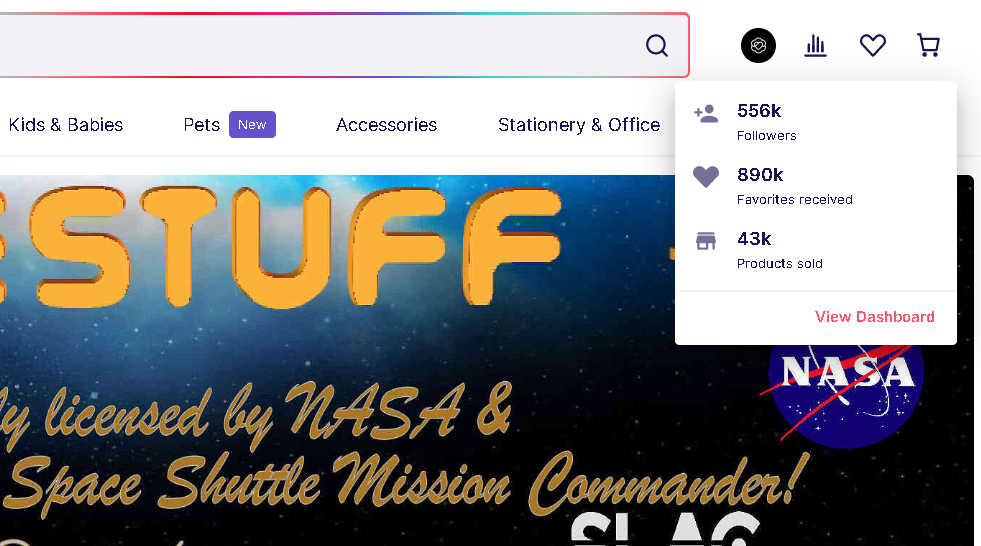 Kids & Babies
Pets
New
Accessories
Stationery & Office
556k
Followers
890k
Favorites received
43k
Products sold
View Dashboard
STUFF
NASA
licensed by NASA &
Space Shuttle Mission Commander!